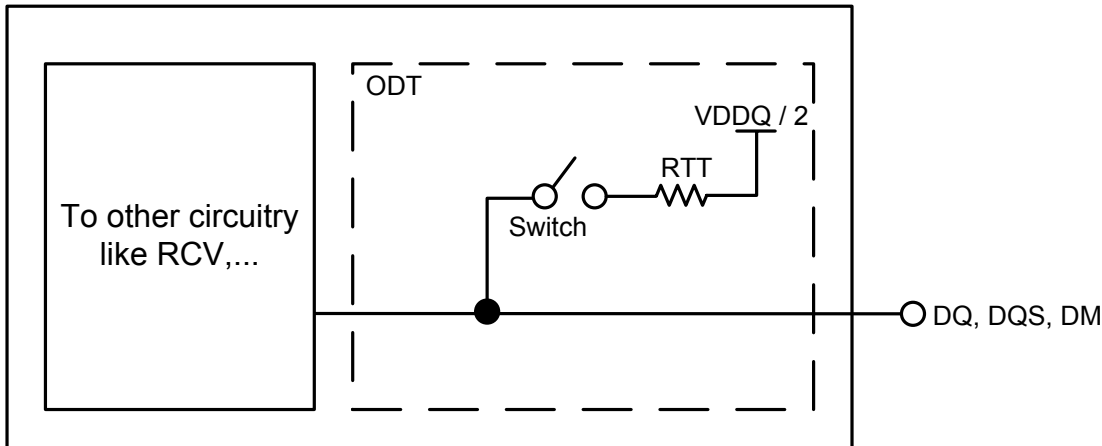 ODT
VDDQ / 2
RTT
Switch
To other circuitry
like RCV,...
DQ, DQS, DM